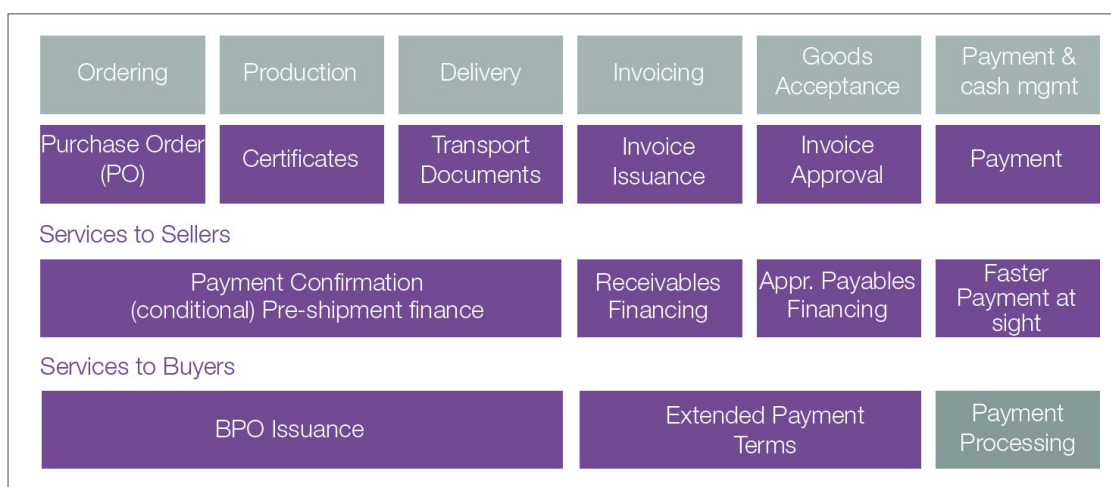 Ordering
Production
Delivery
Invoicing
Goods
Acceptance
Payment &
cash mgmt
Purchase Order
(PO)
Certificates
Transport
Documents
Invoice
Issuance
Invoice
Approval
Payment
Services to Sellers
Payment Confirmation
(conditional) Pre-shipment finance
Receivables
Financing
Appr. Payables
Financing
Faster
Payment at
sight
Services to Buyers
BPO Issuance
Extended Payment
Terms
Payment
Processing